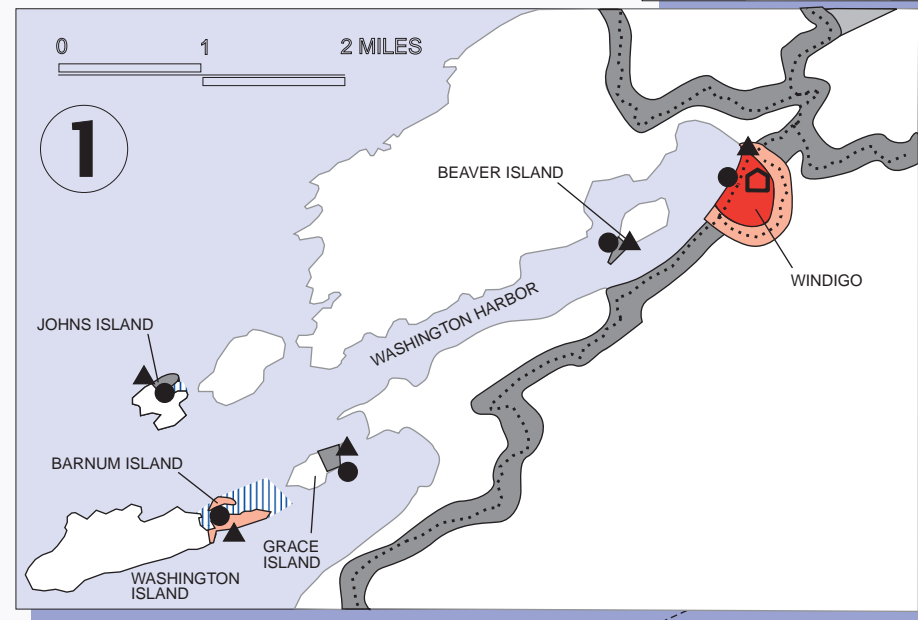 0 1 2 MILES
1
BEAVER ISLAND
WINDIGO
WASHINGTON HARBOR
JOHNS ISLAND
BARNUM ISLAND
GRACE
ISLAND
WASHINGTON
ISLAND